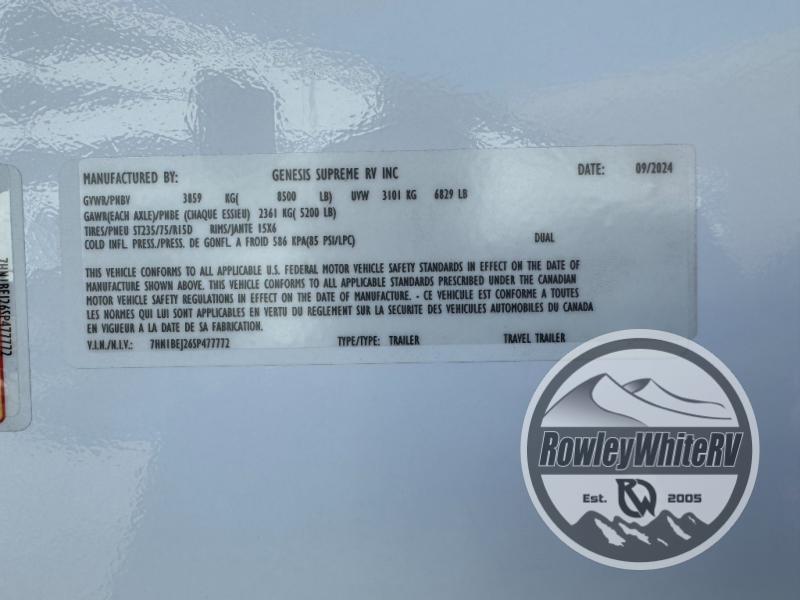 MANUFACTURED BY: GENESIS SUPREME RV INC DATE: 09/2024
GVWR/PNBV 3859 KG( 8500 LB) UVW 3101 KG 6829 LB
GAWR(EACH AXLE)/PNBE (CHAQUE ESSIEU) 2361 KG( 5200 LB)
TIRES/PNEU ST235/75/R15D RIMS/JANTE 15X6
COLD INFL. PRESS./PRESS. DE GONFL. A FROID 586 KPA(85 PSI/LPC) DUAL
THIS VEHICLE CONFORMS TO ALL APPLICABLE U.S. FEDERAL MOTOR VEHICLE SAFETY STANDARDS IN EFFECT ON THE DATE OF
MANUFACTURE SHOWN ABOVE. THIS VEHICLE CONFORMS TO ALL APPLICABLE STANDARDS PRESCRIBED UNDER THE CANADIAN
MOTOR VEHICLE SAFETY REGULATIONS IN EFFECT ON THE DATE OF MANUFACTURE. - CE VEHICULE EST CONFORME A TOUTES
LES NORMES QUI LUI SONT APPLICABLES EN VERTU DU REGLEMENT SUR LA SECURITE DES VEHICULES AUTOMOBILES DU CANADA
EN VIGUEUR A LA DATE DE SA FABRICATION.
V.I.N./N.I.V.: 7HN1BEJ26SP477772 TYPE/TYPE: TRAILER TRAVEL TRAILER
7HN1BEJ26SP477772
RowleyWhiteRV
Est. RW 2005